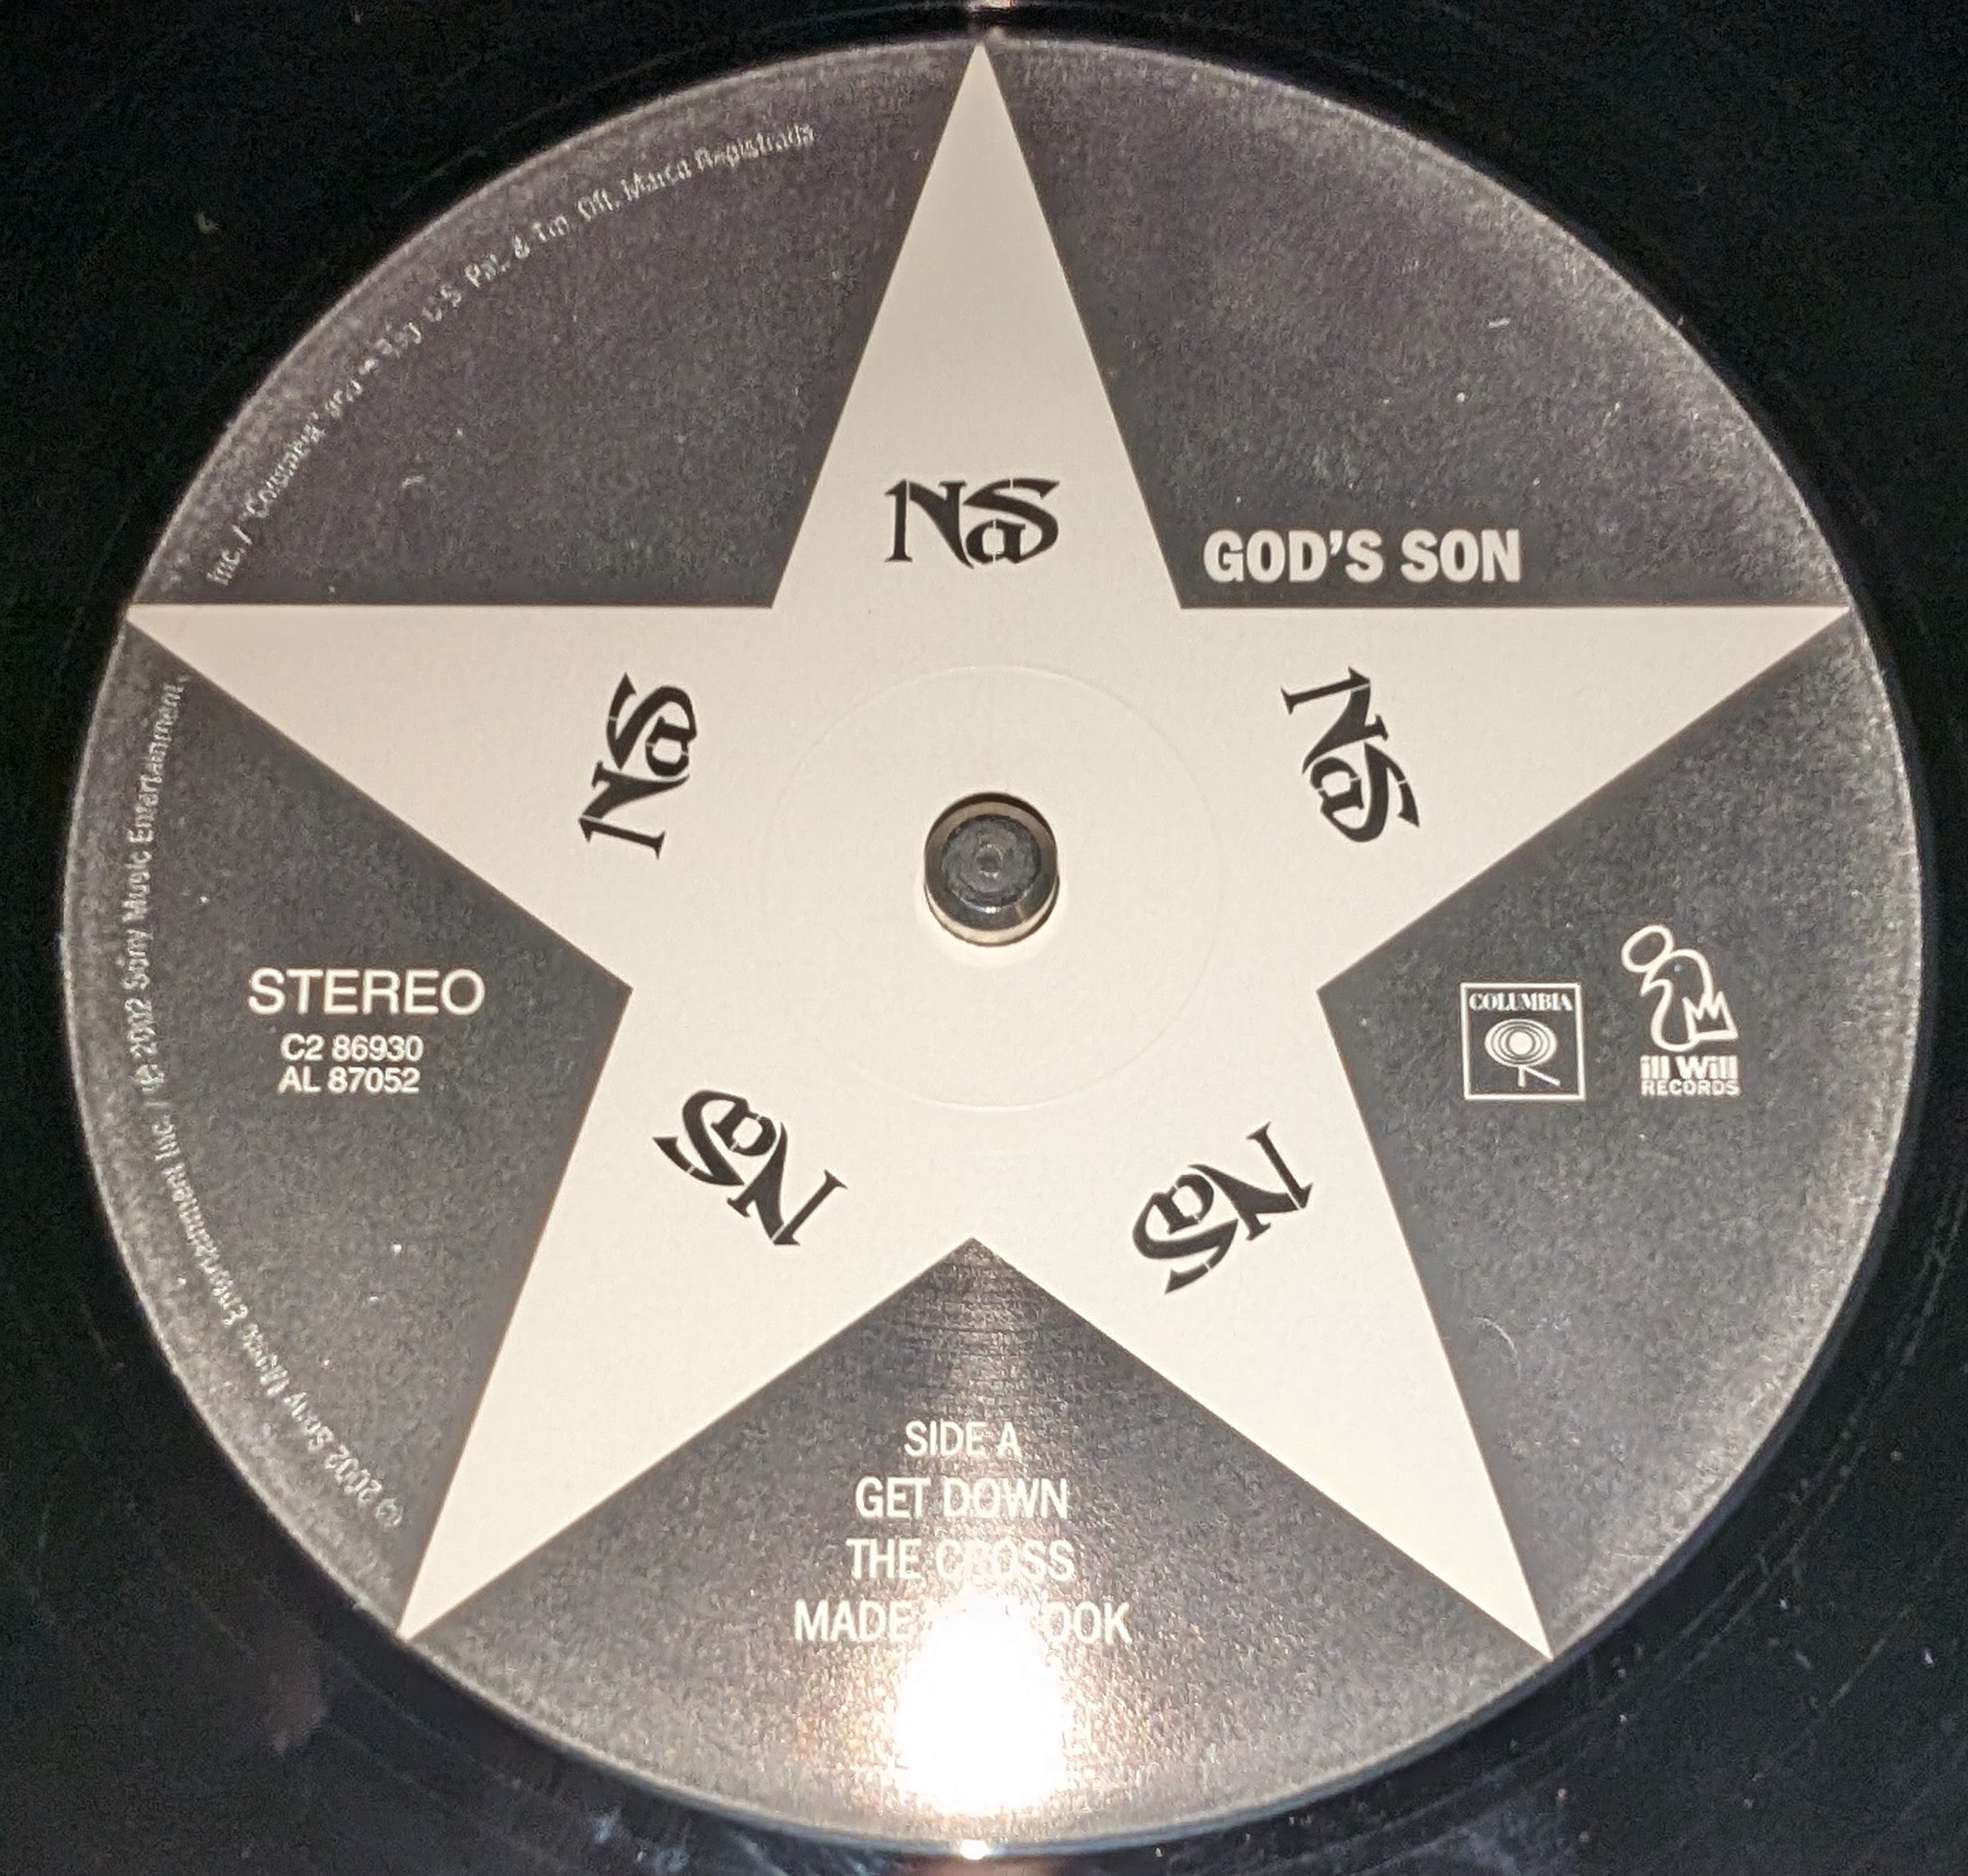 Nas
GOD'S SON
Nas
Nas
STEREO
C2 86930
AL 87052
COLUMBIA
ill Will
RECORDS
Nas
Nas
SIDE A
GET DOWN
THE CROSS
MADE OOK
© 2002 Sony Music Entertainment Inc. / ℗ 2002 Sony Music Entertainment
Inc. / "Columbia" and U.S. Pat. & Tm. Off. Marca Registrada